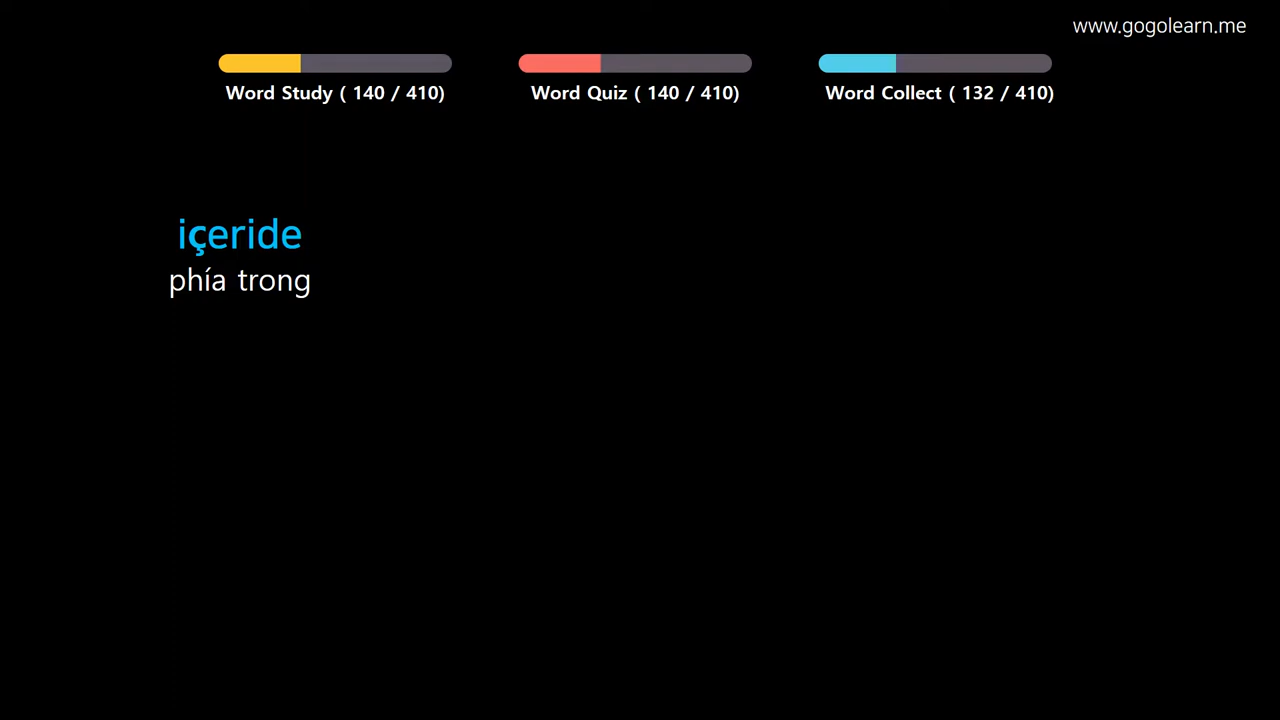 www.gogolearn.me
Word Study ( 140 / 410)
Word Quiz ( 140 / 410)
Word Collect ( 132 / 410)
içeride
phía trong